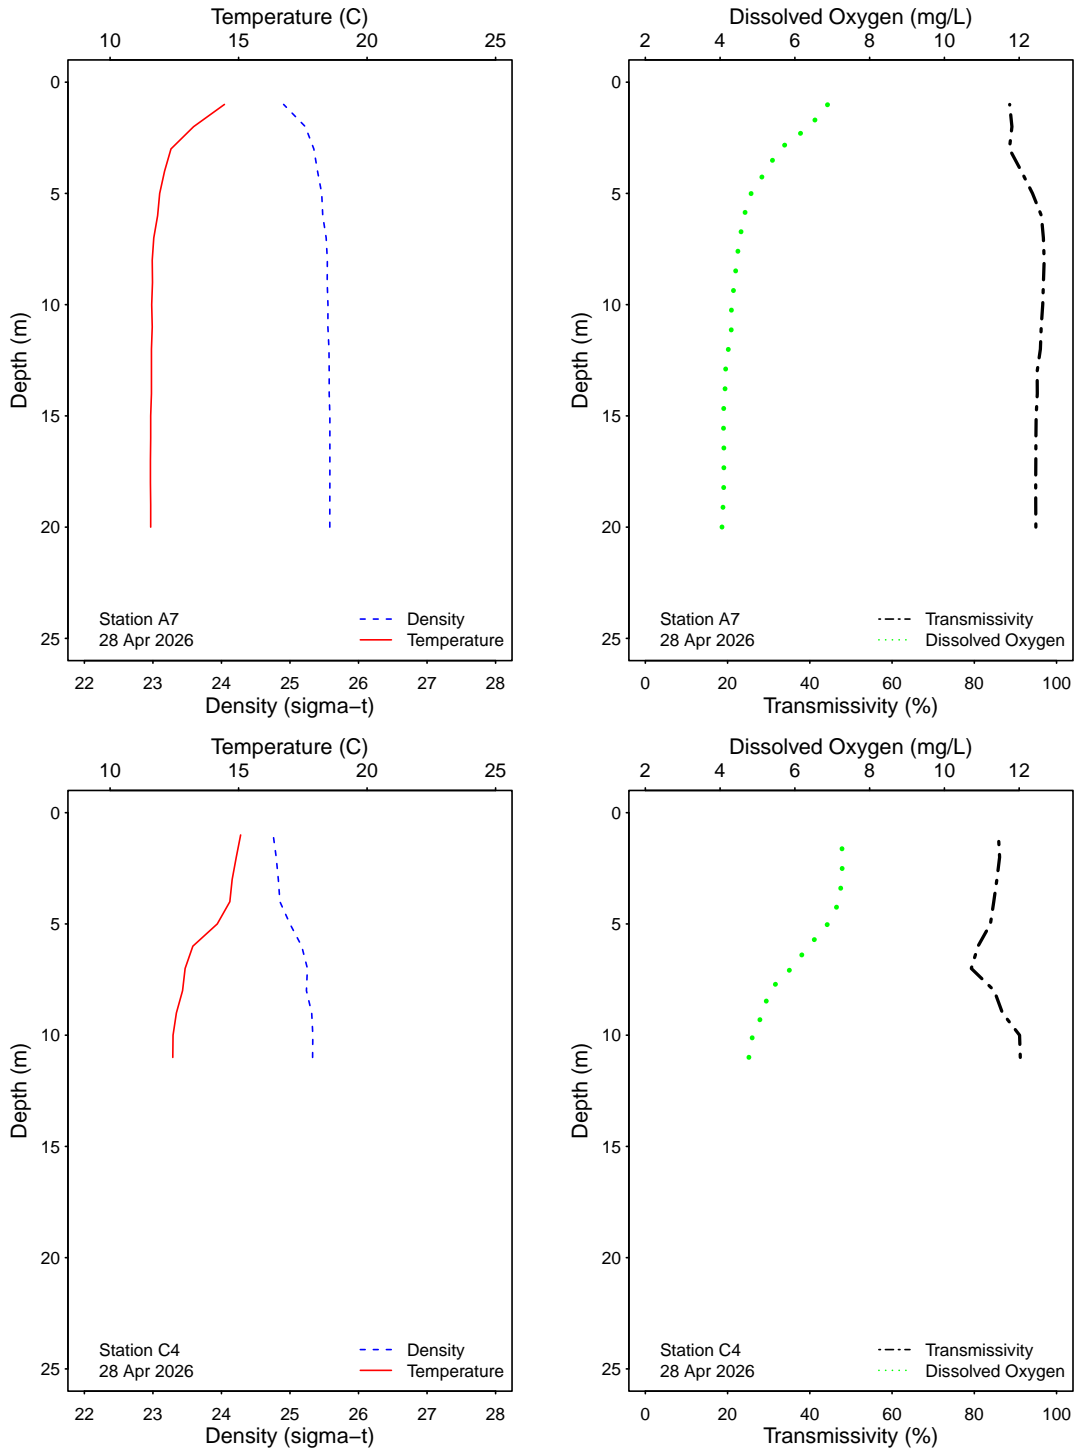 Temperature (C)
10 15 20 25
0
5
10
15
20
25
Depth (m)
Station A7
28 Apr 2026
Density
Temperature
22 23 24 25 26 27 28
Density (sigma−t)
Dissolved Oxygen (mg/L)
2 4 6 8 10 12
0
5
10
15
20
25
Depth (m)
Station A7
28 Apr 2026
Transmissivity
Dissolved Oxygen
0 20 40 60 80 100
Transmissivity (%)
Temperature (C)
10 15 20 25
0
5
10
15
20
25
Depth (m)
Station C4
28 Apr 2026
Density
Temperature
22 23 24 25 26 27 28
Density (sigma−t)
Dissolved Oxygen (mg/L)
2 4 6 8 10 12
0
5
10
15
20
25
Depth (m)
Station C4
28 Apr 2026
Transmissivity
Dissolved Oxygen
0 20 40 60 80 100
Transmissivity (%)